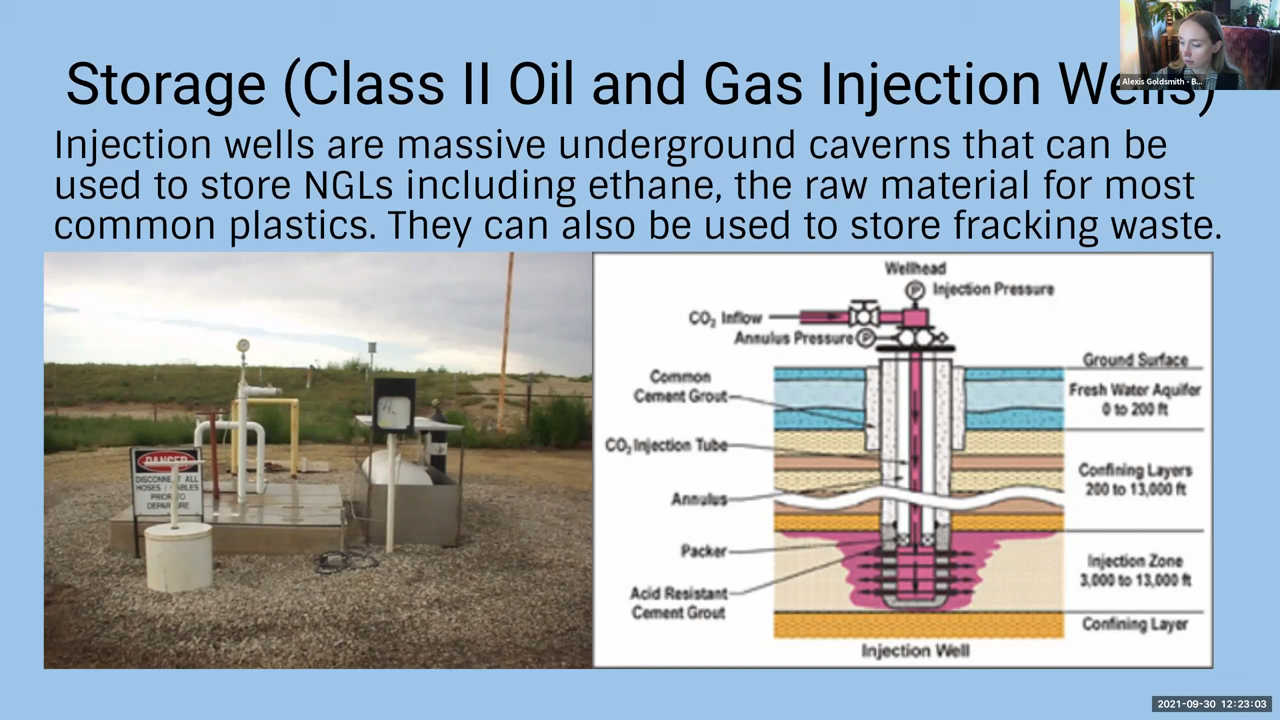 Storage (Class II Oil and Gas Injection Wells)
Alexis Goldsmith - B...
Injection wells are massive underground caverns that can be
used to store NGLs including ethane, the raw material for most
common plastics. They can also be used to store fracking waste.
DANGER
DISCONNECT ALL
HOSES / CABLES
PRIOR TO
DEPARTURE
Wellhead
Injection Pressure
CO₂ Inflow
Annulus Pressure
Ground Surface
Common
Cement Grout
Fresh Water Aquifer
0 to 200 ft
CO₂ Injection Tube
Confining Layers
200 to 13,000 ft
Annulus
Packer
Injection Zone
3,000 to 13,000 ft
Acid Resistant
Cement Grout
Confining Layer
Injection Well
2021-09-30 12:23:03